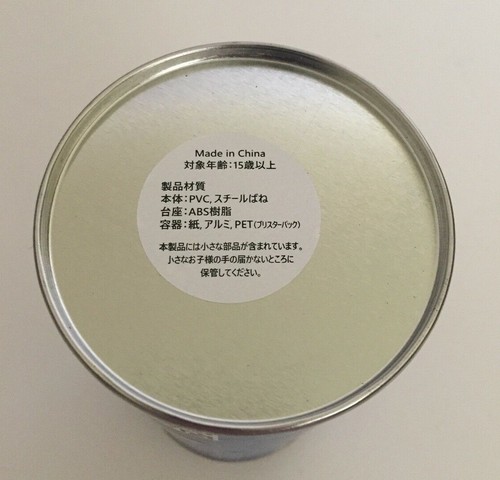 Made in China
対象年齢:15歳以上
製品材質
本体:PVC,スチールばね
台座:ABS樹脂
容器:紙,アルミ,PET(ブリスターパック)
本製品には小さな部品が含まれています。
小さなお子様の手の届かないところに
保管してください。